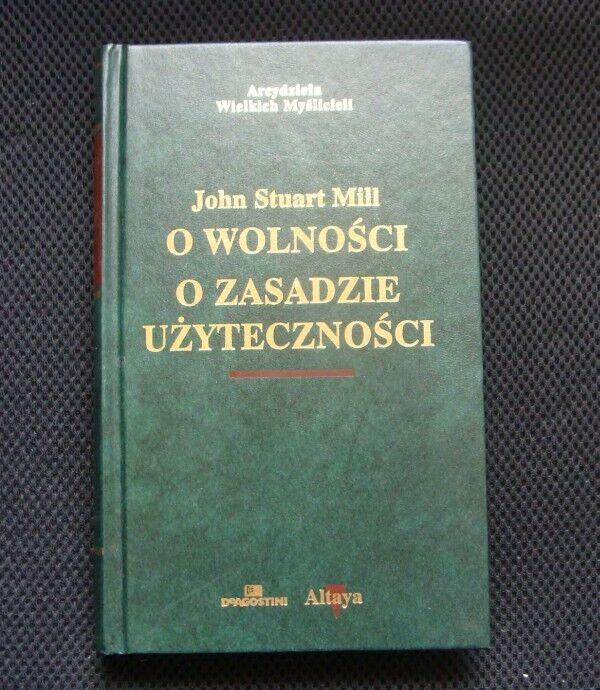 Arcydzieła
Wielkich Myślicieli
John Stuart Mill
O WOLNOŚCI
O ZASADZIE
UŻYTECZNOŚCI
DEAGOSTINI
Altaya